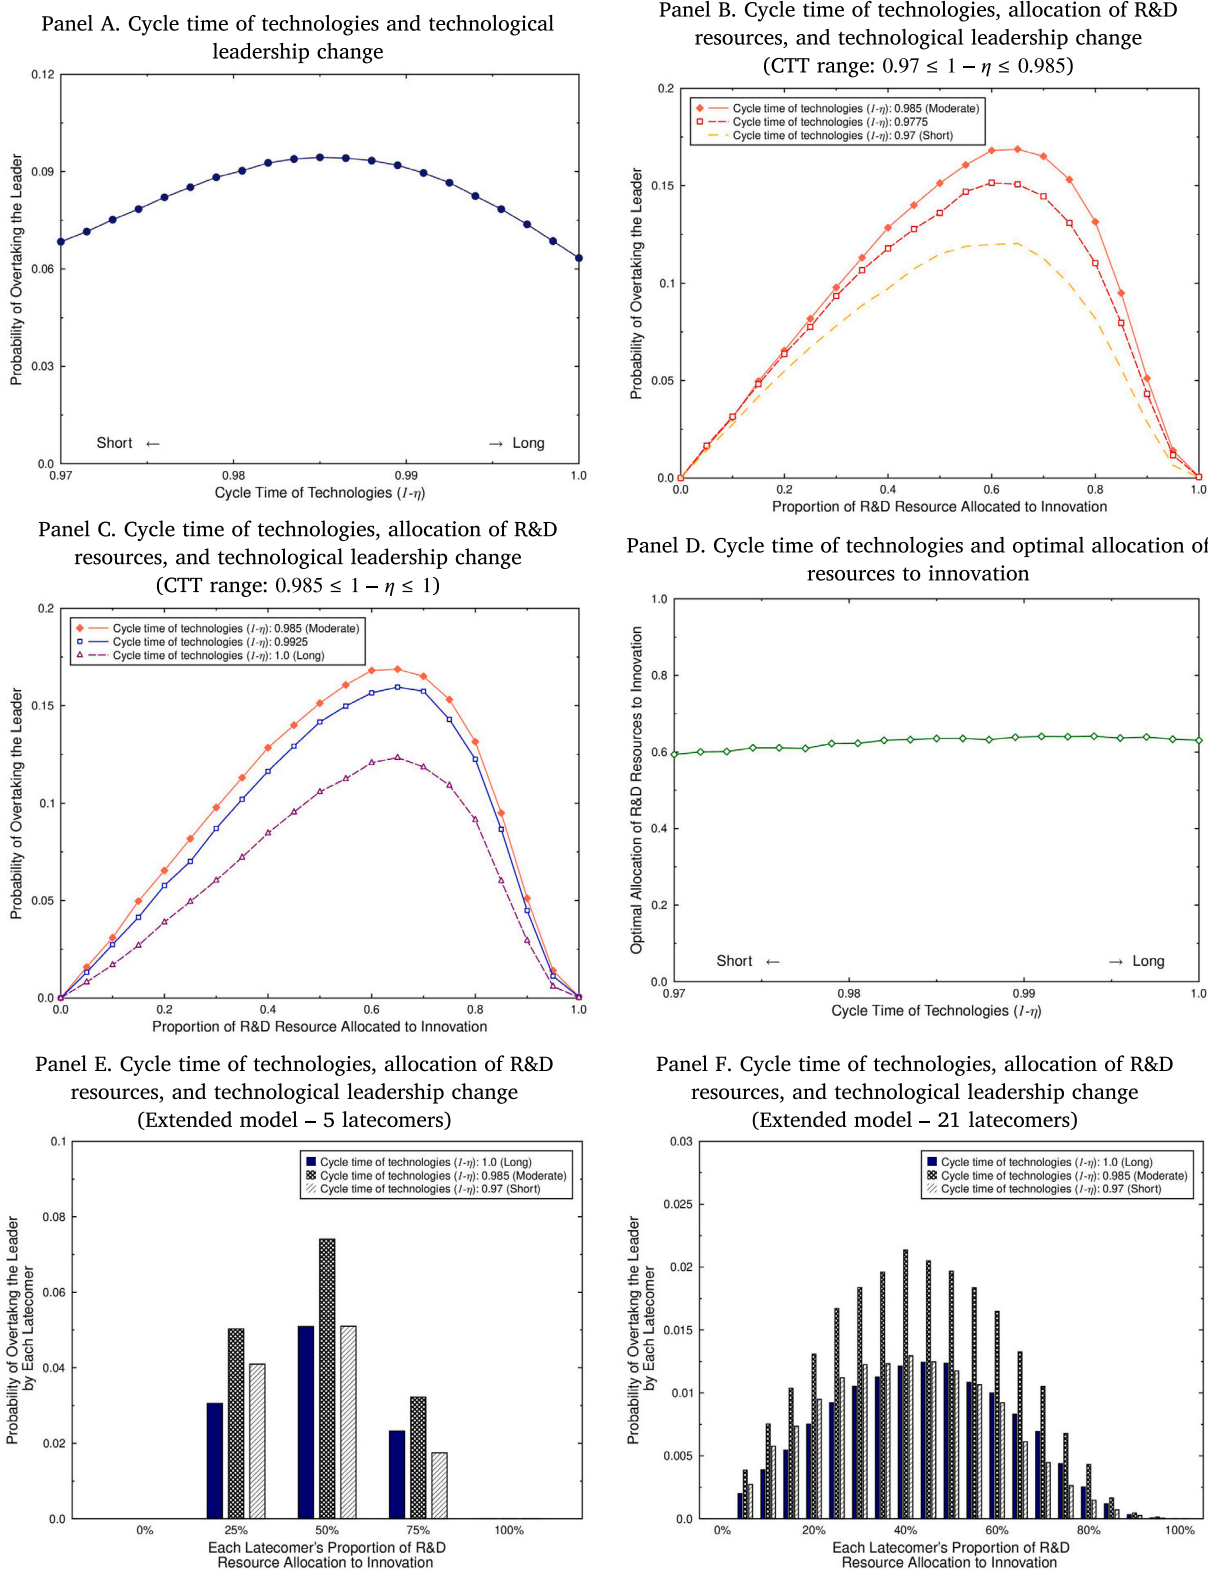 Panel A. Cycle time of technologies and technological
leadership change
0.12
0.09
0.06
0.03
0.0
Probability of Overtaking the Leader
Short ←
→ Long
0.97
0.98
0.99
1.0
Cycle Time of Technologies (1-η)
Panel B. Cycle time of technologies, allocation of R&D
resources, and technological leadership change
(CTT range: 0.97 ≤ 1 − η ≤ 0.985)
0.2
0.15
0.1
0.05
0.0
Probability of Overtaking the Leader
Cycle time of technologies (1-η): 0.985 (Moderate)
Cycle time of technologies (1-η): 0.9775
Cycle time of technologies (1-η): 0.97 (Short)
0.0
0.2
0.4
0.6
0.8
1.0
Proportion of R&D Resource Allocated to Innovation
Panel C. Cycle time of technologies, allocation of R&D
resources, and technological leadership change
(CTT range: 0.985 ≤ 1 − η ≤ 1)
0.2
0.15
0.1
0.05
0.0
Probability of Overtaking the Leader
Cycle time of technologies (1-η): 0.985 (Moderate)
Cycle time of technologies (1-η): 0.9925
Cycle time of technologies (1-η): 1.0 (Long)
0.0
0.2
0.4
0.6
0.8
1.0
Proportion of R&D Resource Allocated to Innovation
Panel D. Cycle time of technologies and optimal allocation of
resources to innovation
1.0
0.8
0.6
0.4
0.2
0.0
Optimal Allocation of R&D Resources to Innovation
Short ←
→ Long
0.97
0.98
0.99
1.0
Cycle Time of Technologies (1-η)
Panel E. Cycle time of technologies, allocation of R&D
resources, and technological leadership change
(Extended model – 5 latecomers)
0.1
0.08
0.06
0.04
0.02
0.0
Probability of Overtakng the Leader
by Each Latecomer
Cycle time of technologies (1-η): 1.0 (Long)
Cycle time of technologies (1-η): 0.985 (Moderate)
Cycle time of technologies (1-η): 0.97 (Short)
0%
25%
50%
75%
100%
Each Latecomer's Proportion of R&D
Resource Allocation to Innovation
Panel F. Cycle time of technologies, allocation of R&D
resources, and technological leadership change
(Extended model – 21 latecomers)
0.03
0.025
0.02
0.015
0.01
0.005
0.0
Probability of Overtakng the Leader
by Each Latecomer
Cycle time of technologies (1-η): 1.0 (Long)
Cycle time of technologies (1-η): 0.985 (Moderate)
Cycle time of technologies (1-η): 0.97 (Short)
0%
20%
40%
60%
80%
100%
Each Latecomer's Proportion of R&D
Resource Allocation to Innovation